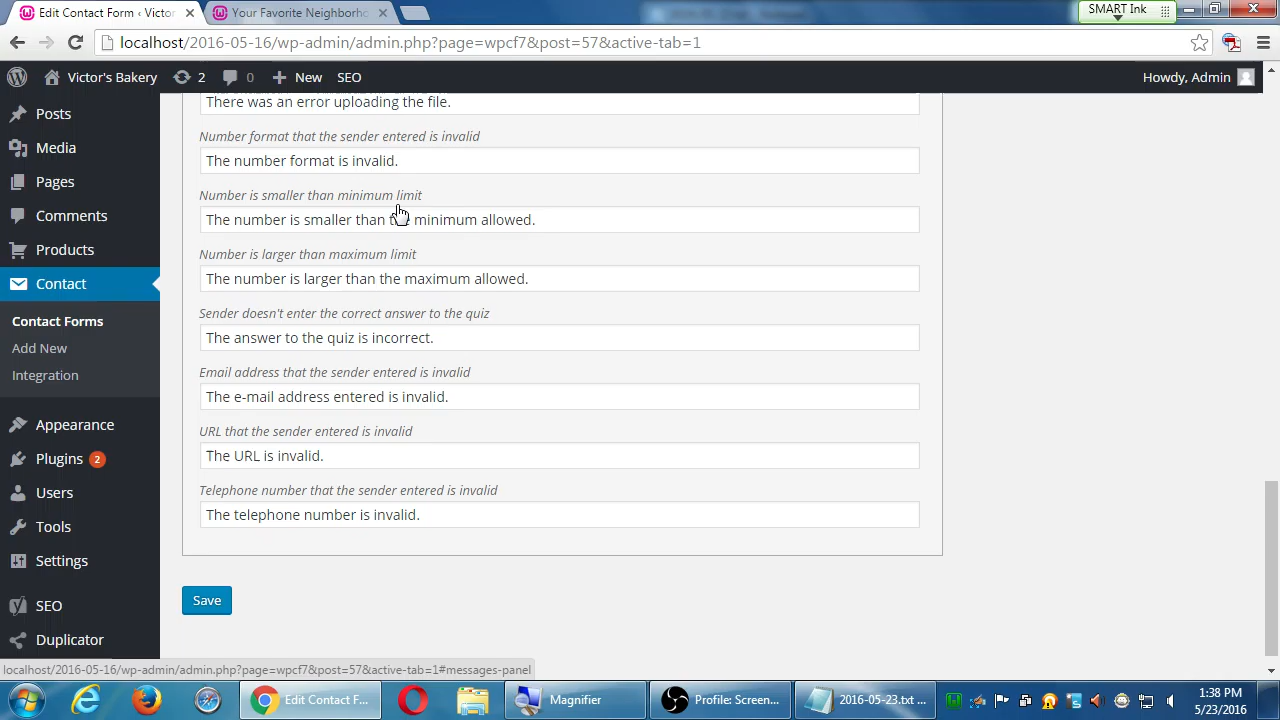 Edit Contact Form ‹ Victor
Your Favorite Neighborho
SMART Ink
localhost/2016-05-16/wp-admin/admin.php?page=wpcf7&post=57&active-tab=1
Victor's Bakery
2
0
New
SEO
Howdy, Admin
Posts
Media
Pages
Comments
Products
Contact
Contact Forms
Add New
Integration
Appearance
Plugins 2
Users
Tools
Settings
SEO
Duplicator
There was an error uploading the file.
Number format that the sender entered is invalid
The number format is invalid.
Number is smaller than minimum limit
The number is smaller than the minimum allowed.
Number is larger than maximum limit
The number is larger than the maximum allowed.
Sender doesn't enter the correct answer to the quiz
The answer to the quiz is incorrect.
Email address that the sender entered is invalid
The e-mail address entered is invalid.
URL that the sender entered is invalid
The URL is invalid.
Telephone number that the sender entered is invalid
The telephone number is invalid.
Save
localhost/2016-05-16/wp-admin/admin.php?page=wpcf7&post=57&active-tab=1#messages-panel
Edit Contact F...
Magnifier
Profile: Screen...
2016-05-23.txt ...
1:38 PM
5/23/2016